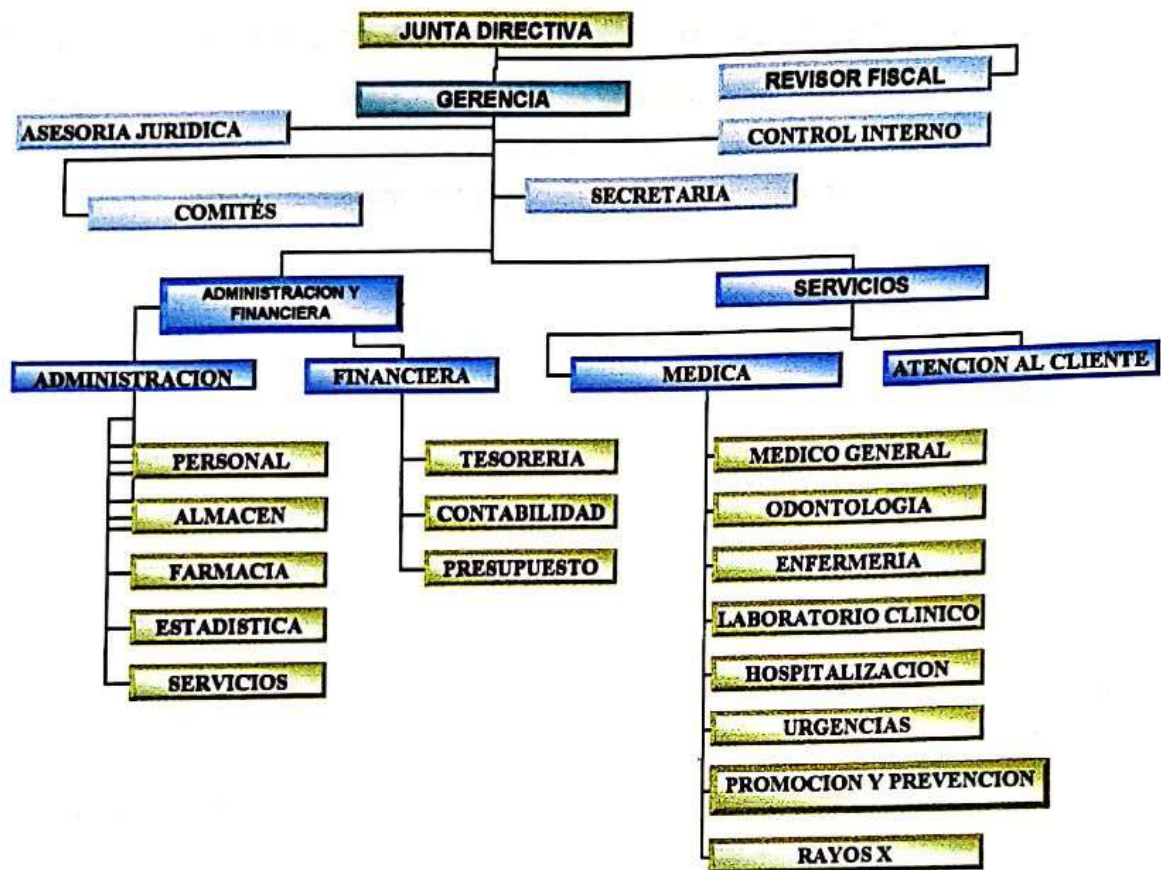 JUNTA DIRECTIVA
REVISOR FISCAL
GERENCIA
ASESORIA JURIDICA
CONTROL INTERNO
SECRETARIA
COMITÉS
ADMINISTRACION Y
FINANCIERA
SERVICIOS
ADMINISTRACION
FINANCIERA
MEDICA
ATENCION AL CLIENTE
PERSONAL
ALMACEN
FARMACIA
ESTADISTICA
SERVICIOS
TESORERIA
CONTABILIDAD
PRESUPUESTO
MEDICO GENERAL
ODONTOLOGIA
ENFERMERIA
LABORATORIO CLINICO
HOSPITALIZACION
URGENCIAS
PROMOCION Y PREVENCION
RAYOS X